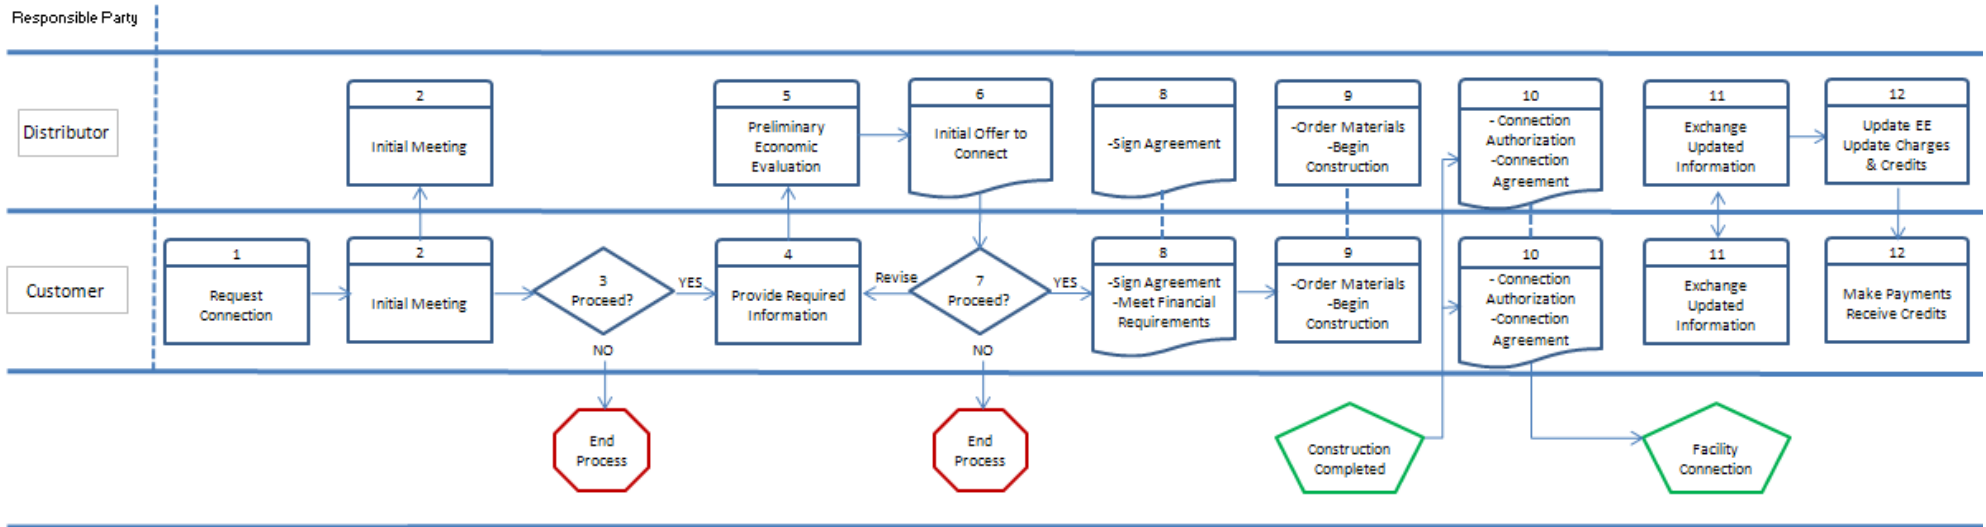 Responsible Party
Distributor
2
Initial Meeting
5
Preliminary
Economic
Evaluation
6
Initial Offer to
Connect
8
-Sign Agreement
9
-Order Materials
-Begin
Construction
10
- Connection
Authorization
-Connection
Agreement
11
Exchange
Updated
Information
12
Update EE
Update Charges
& Credits
Customer
1
Request
Connection
2
Initial Meeting
3
Proceed?
YES
NO
4
Provide Required
Information
Revise
7
Proceed?
YES
NO
8
-Sign Agreement
-Meet Financial
Requirements
9
-Order Materials
-Begin
Construction
10
- Connection
Authorization
-Connection
Agreement
11
Exchange
Updated
Information
12
Make Payments
Receive Credits
End
Process
End
Process
Construction
Completed
Facility
Connection